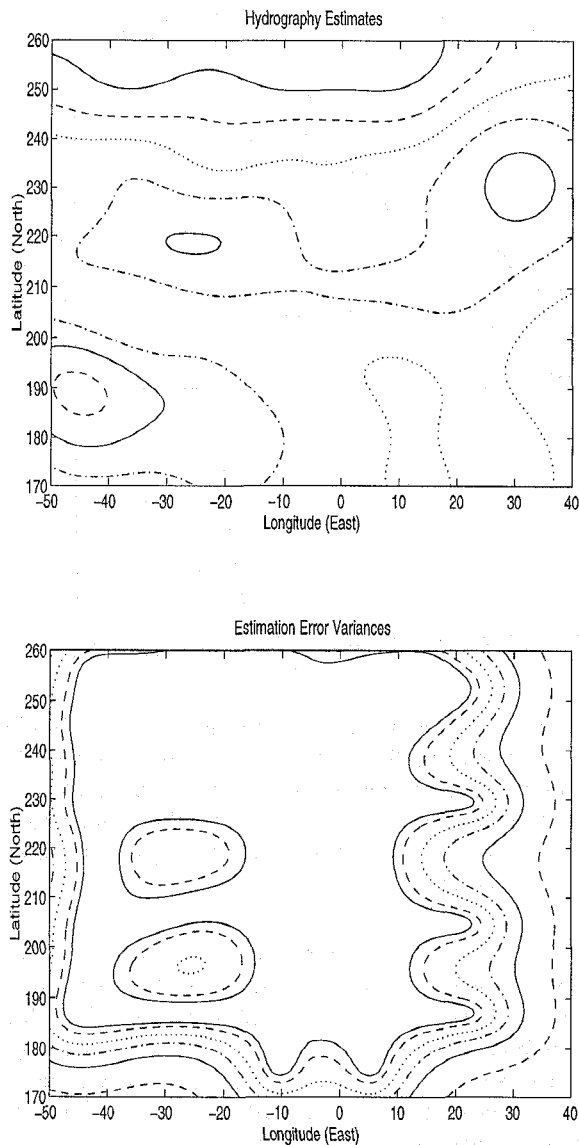 Hydrography Estimates
260
250
240
230
220
210
200
190
180
170
Latitude (North)
−50 −40 −30 −20 −10 0 10 20 30 40
Longitude (East)
Estimation Error Variances
260
250
240
230
220
210
200
190
180
170
Latitude (North)
−50 −40 −30 −20 −10 0 10 20 30 40
Longitude (East)